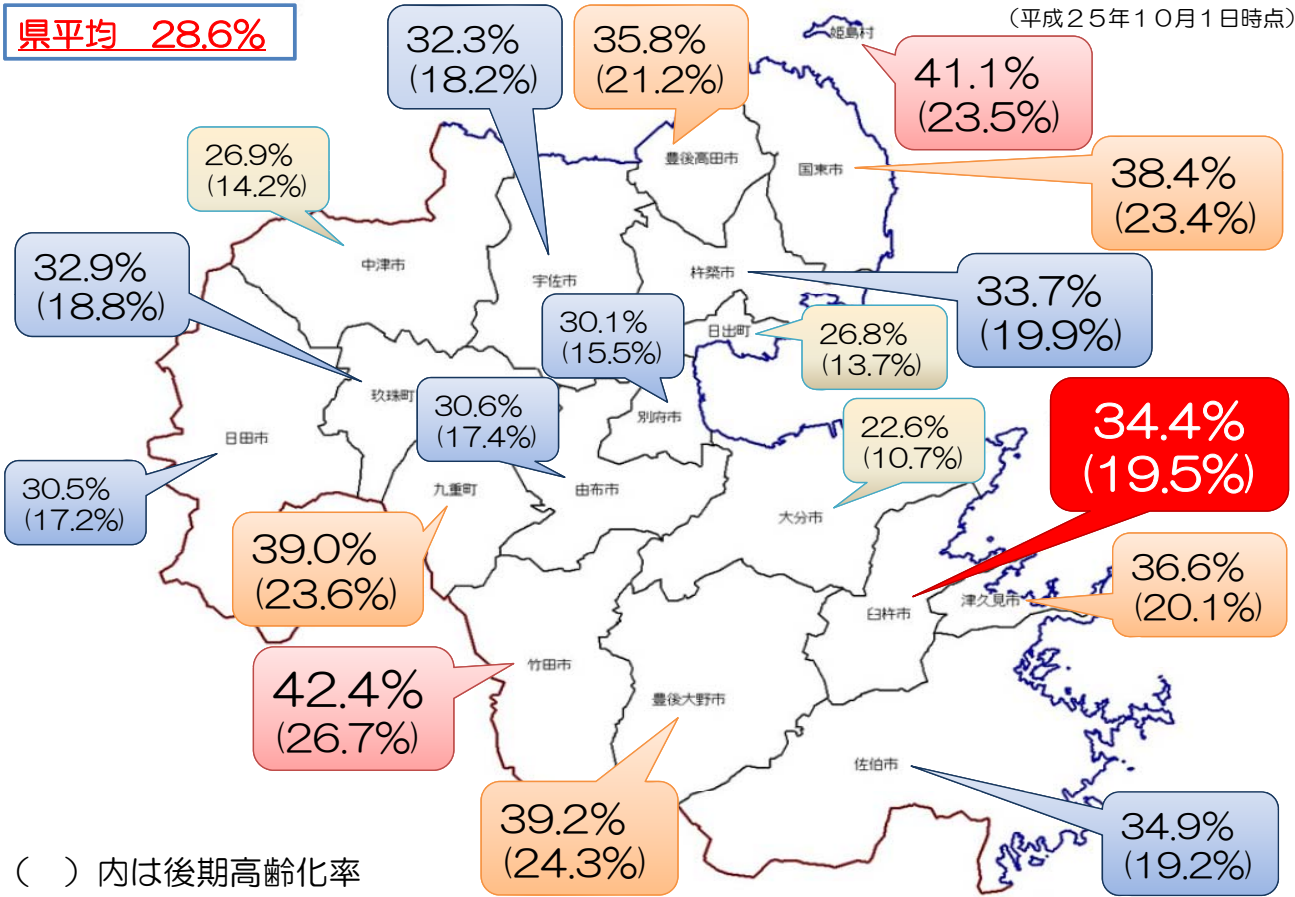 県平均　28.6%
（平成２５年１０月１日時点）
姫島村
41.1%
(23.5%)
32.3%
(18.2%)
35.8%
(21.2%)
豊後高田市
国東市
38.4%
(23.4%)
26.9%
(14.2%)
中津市
宇佐市
杵築市
33.7%
(19.9%)
32.9%
(18.8%)
30.1%
(15.5%)
日出町
26.8%
(13.7%)
玖珠町
30.6%
(17.4%)
別府市
22.6%
(10.7%)
34.4%
(19.5%)
日田市
30.5%
(17.2%)
九重町
由布市
大分市
39.0%
(23.6%)
臼杵市
津久見市
36.6%
(20.1%)
竹田市
42.4%
(26.7%)
豊後大野市
39.2%
(24.3%)
佐伯市
34.9%
(19.2%)
（　）内は後期高齢化率